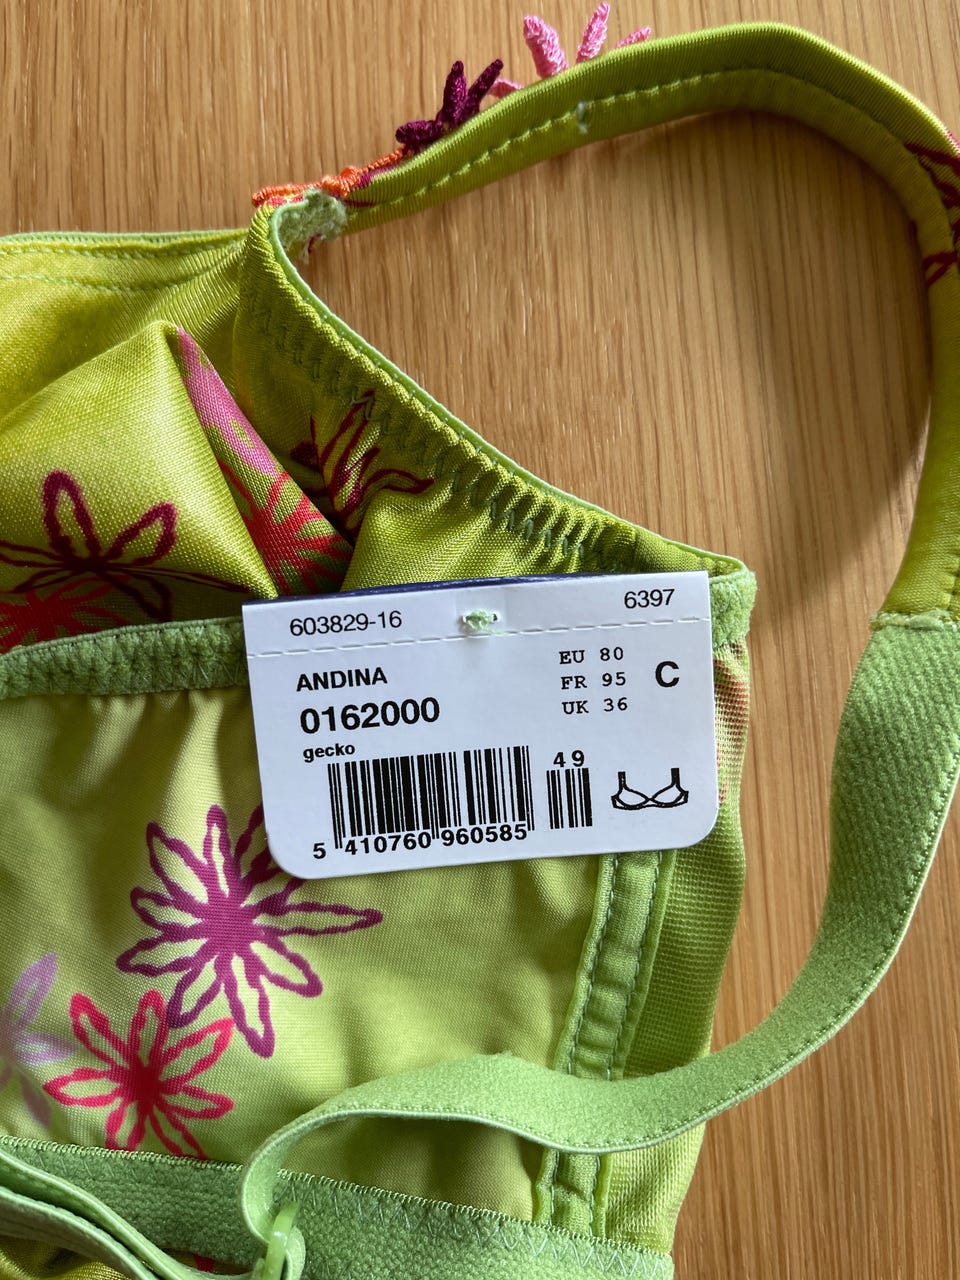 603829-16 6397
ANDINA
0162000
gecko
EU 80
FR 95
UK 36
C
49
5 410760 960585